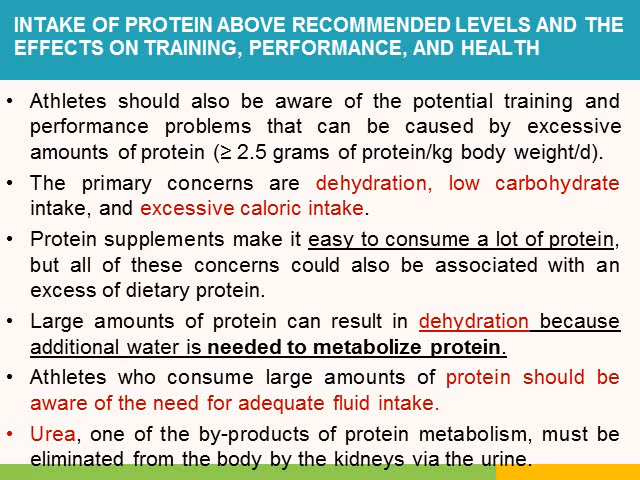 INTAKE OF PROTEIN ABOVE RECOMMENDED LEVELS AND THE
EFFECTS ON TRAINING, PERFORMANCE, AND HEALTH
• Athletes should also be aware of the potential training and
performance problems that can be caused by excessive
amounts of protein (≥ 2.5 grams of protein/kg body weight/d).
• The primary concerns are dehydration, low carbohydrate
intake, and excessive caloric intake.
• Protein supplements make it easy to consume a lot of protein,
but all of these concerns could also be associated with an
excess of dietary protein.
• Large amounts of protein can result in dehydration because
additional water is needed to metabolize protein.
• Athletes who consume large amounts of protein should be
aware of the need for adequate fluid intake.
• Urea, one of the by-products of protein metabolism, must be
eliminated from the body by the kidneys via the urine.